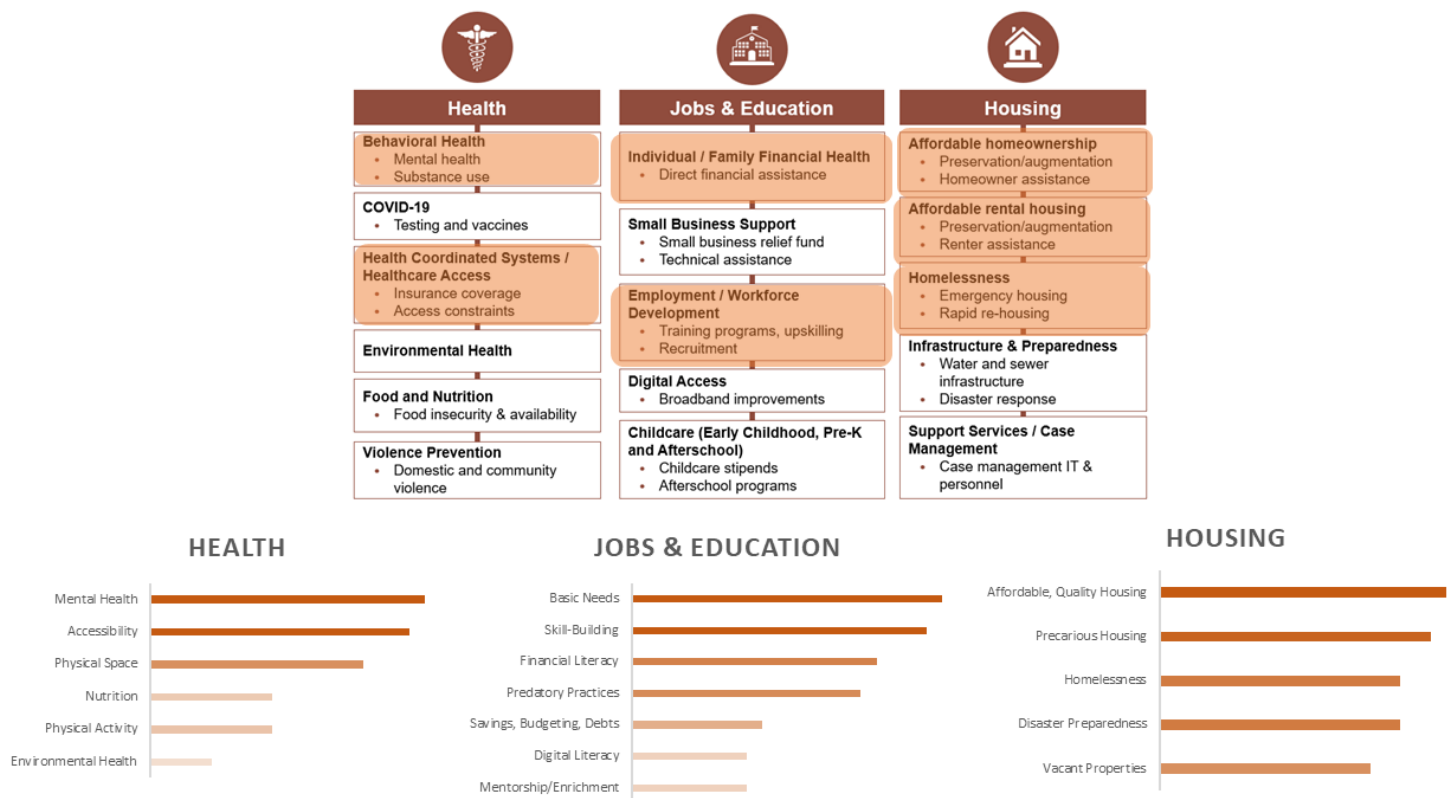 Health
Behavioral Health
• Mental health
• Substance use
COVID-19
• Testing and vaccines
Health Coordinated Systems /
Healthcare Access
• Insurance coverage
• Access constraints
Environmental Health
Food and Nutrition
• Food insecurity & availability
Violence Prevention
• Domestic and community
violence
Jobs & Education
Individual / Family Financial Health
• Direct financial assistance
Small Business Support
• Small business relief fund
• Technical assistance
Employment / Workforce
Development
• Training programs, upskilling
• Recruitment
Digital Access
• Broadband improvements
Childcare (Early Childhood, Pre-K
and Afterschool)
• Childcare stipends
• Afterschool programs
Housing
Affordable homeownership
• Preservation/augmentation
• Homeowner assistance
Affordable rental housing
• Preservation/augmentation
• Renter assistance
Homelessness
• Emergency housing
• Rapid re-housing
Infrastructure & Preparedness
• Water and sewer
infrastructure
• Disaster response
Support Services / Case
Management
• Case management IT &
personnel
HEALTH
Mental Health
Accessibility
Physical Space
Nutrition
Physical Activity
Environmental Health
JOBS & EDUCATION
Basic Needs
Skill-Building
Financial Literacy
Predatory Practices
Savings, Budgeting, Debts
Digital Literacy
Mentorship/Enrichment
HOUSING
Affordable, Quality Housing
Precarious Housing
Homelessness
Disaster Preparedness
Vacant Properties